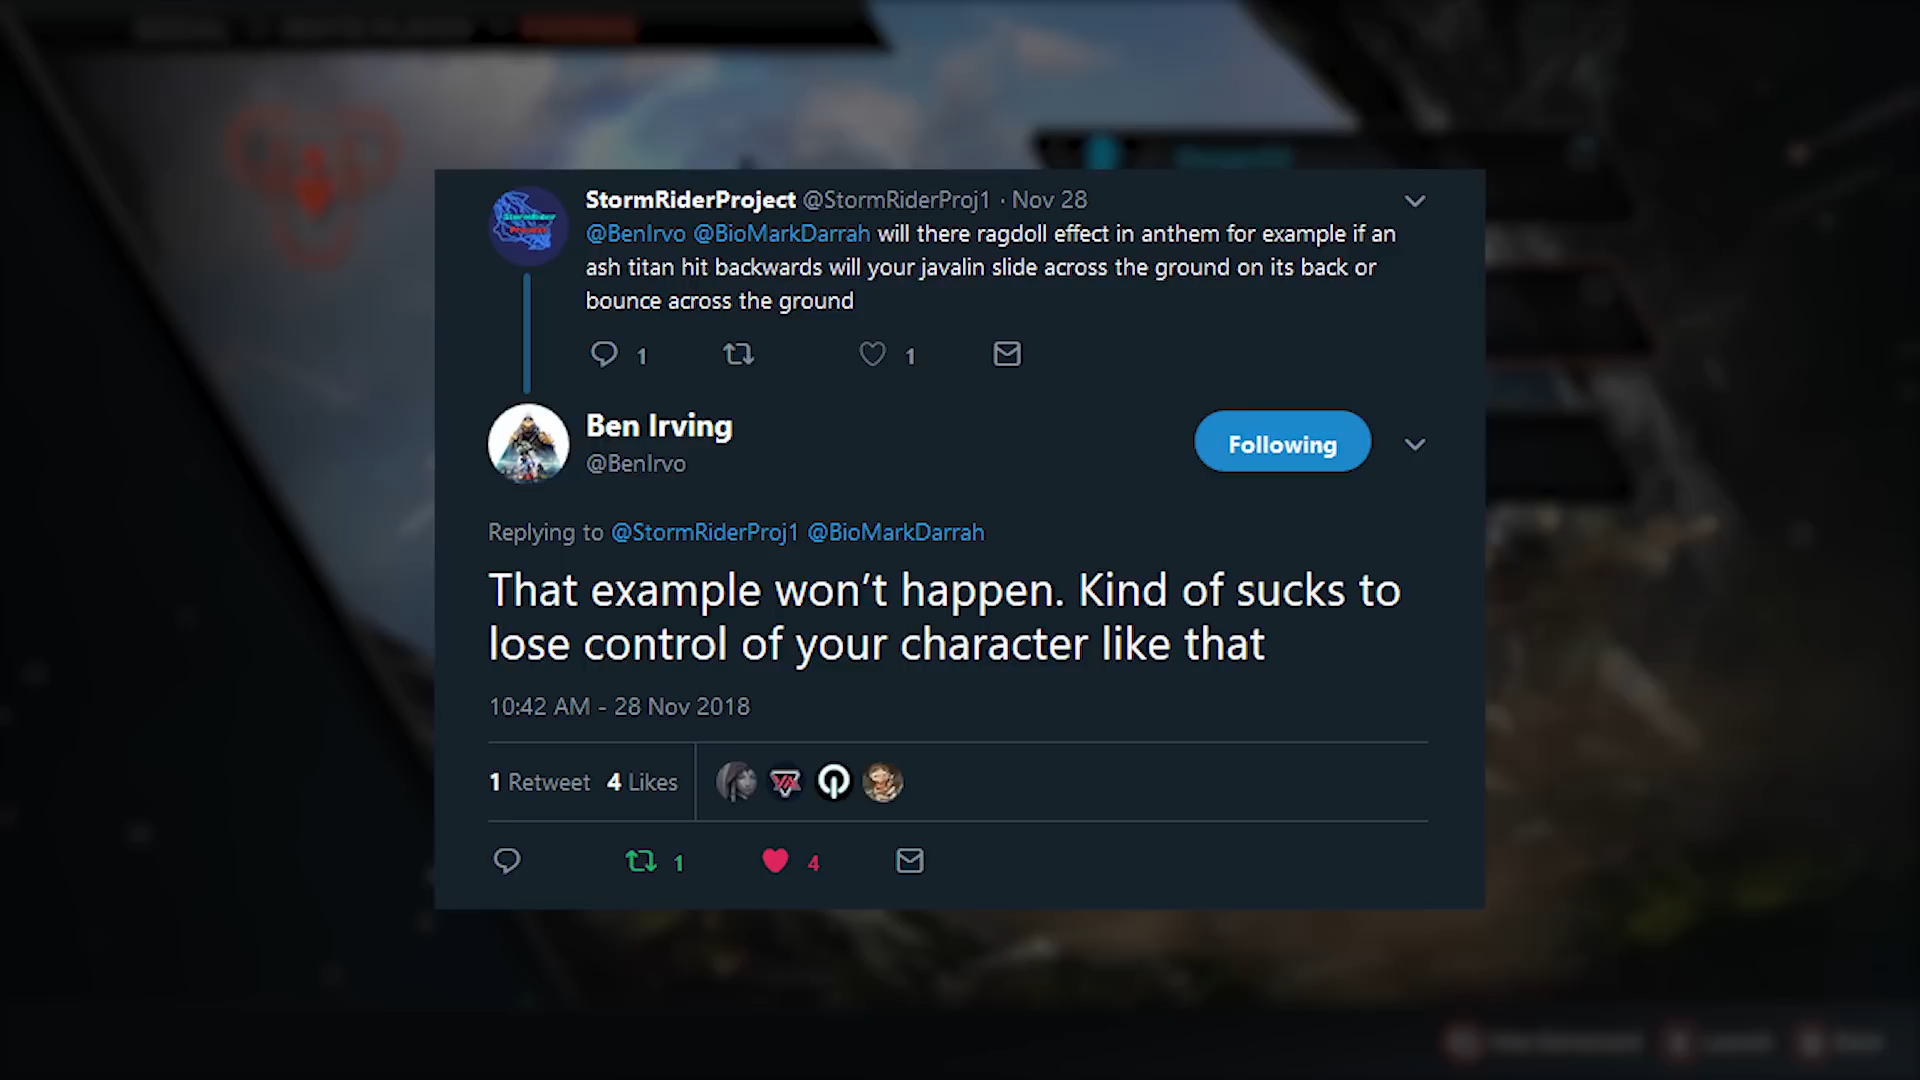 StormRiderProject @StormRiderProj1 · Nov 28
@BenIrvo @BioMarkDarrah will there ragdoll effect in anthem for example if an
ash titan hit backwards will your javalin slide across the ground on its back or
bounce across the ground
1 1
Ben Irving
@BenIrvo
Following
Replying to @StormRiderProj1 @BioMarkDarrah
That example won’t happen. Kind of sucks to
lose control of your character like that
10:42 AM - 28 Nov 2018
1 Retweet 4 Likes
1 4